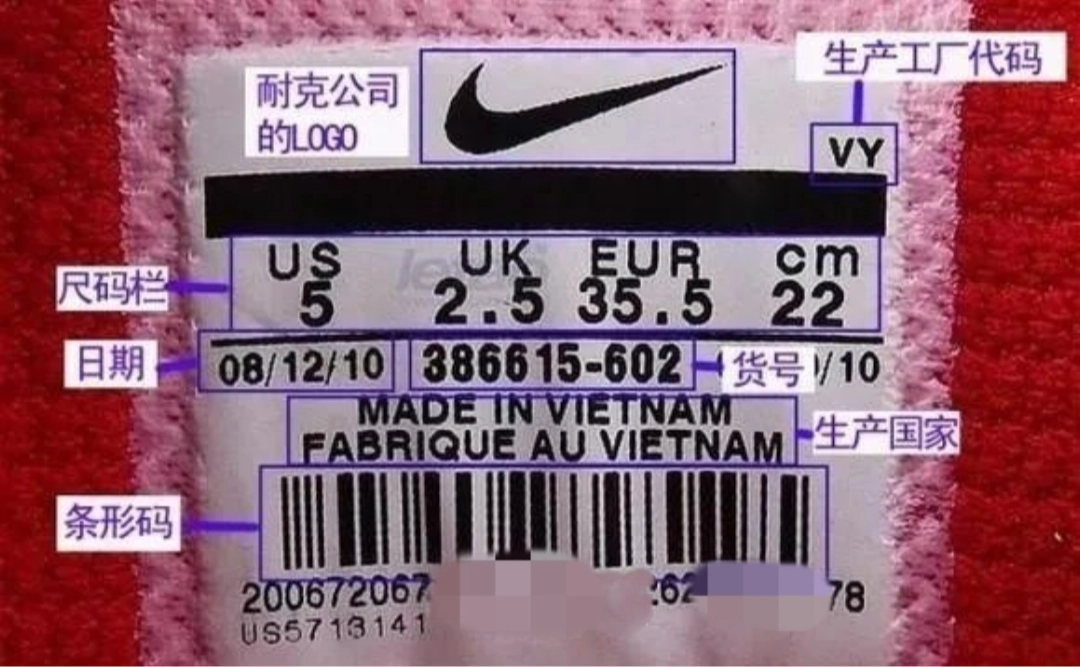 生产工厂代码
耐克公司
的LOGO
VY
US UK EUR cm
5 2.5 35.5 22
尺码栏
日期
08/12/10 386615-602 货号 /10
MADE IN VIETNAM
FABRIQUE AU VIETNAM
生产国家
条形码
200672067 262 78
US5713141